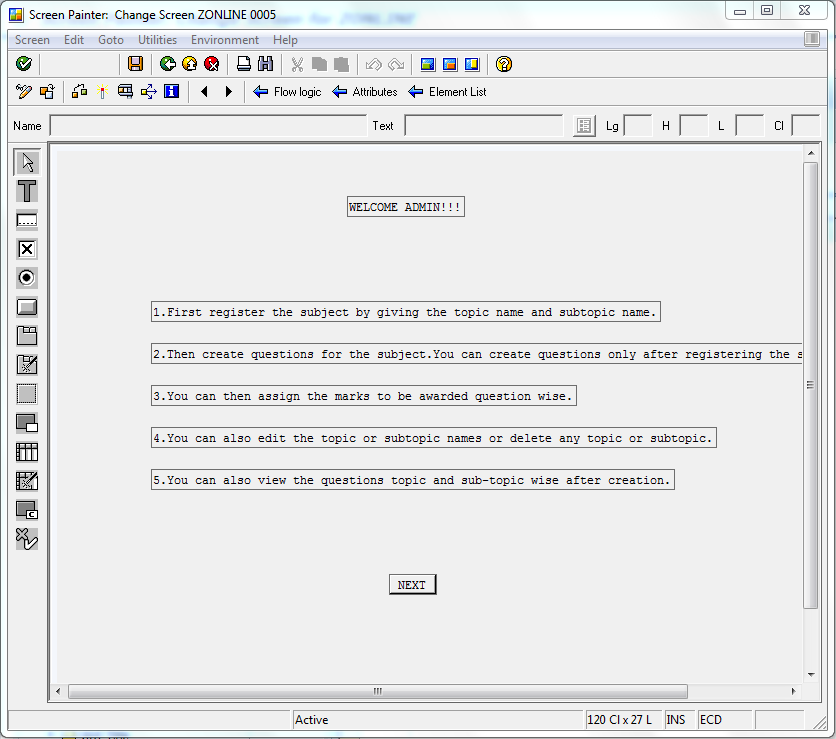 Screen Painter: Change Screen ZONLINE 0005
Screen Edit Goto Utilities Environment Help
Flow logic Attributes Element List
Name Text Lg H L Cl
WELCOME ADMIN!!!
1.First register the subject by giving the topic name and subtopic name.
2.Then create questions for the subject.You can create questions only after registering the s
3.You can then assign the marks to be awarded question wise.
4.You can also edit the topic or subtopic names or delete any topic or subtopic.
5.You can also view the questions topic and sub-topic wise after creation.
NEXT
Active 120 Cl x 27 L INS ECD